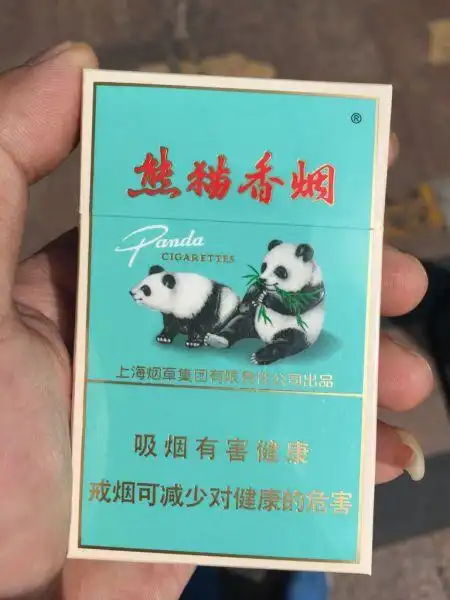 ®
熊猫香烟
Panda
CIGARETTES
上海烟草集团有限责任公司出品
吸烟有害健康
戒烟可减少对健康的危害